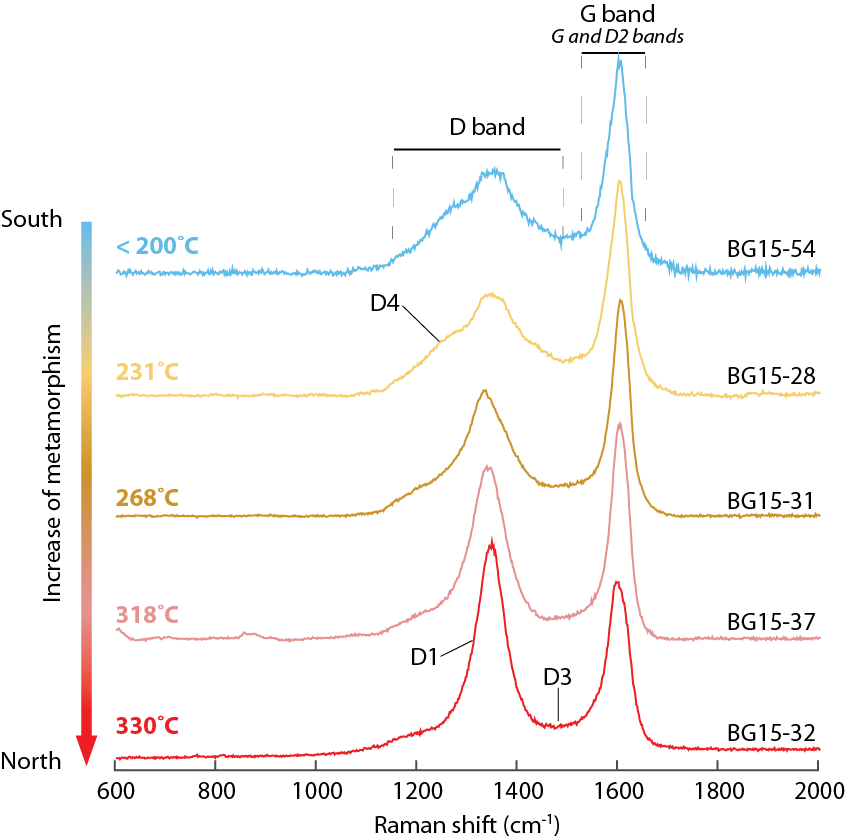 G band
G and D2 bands
D band
South
< 200˚C
BG15-54
D4
231˚C
BG15-28
Increase of metamorphism
268˚C
BG15-31
318˚C
BG15-37
D1
D3
330˚C
BG15-32
North
600 800 1000 1200 1400 1600 1800 2000
Raman shift (cm⁻¹)